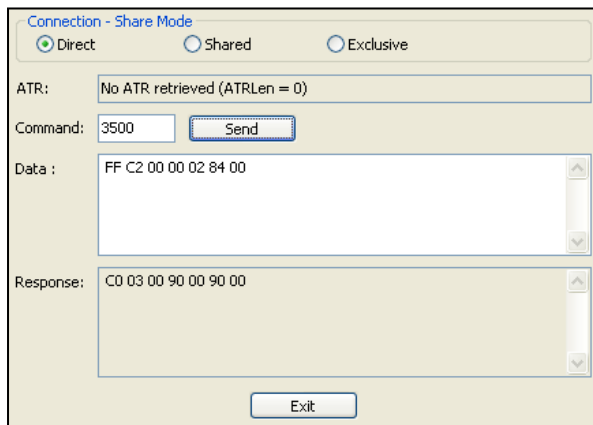 Connection - Share Mode
Direct Shared Exclusive
ATR: No ATR retrieved (ATRLen = 0)
Command: 3500 Send
Data : FF C2 00 00 02 84 00
Response: C0 03 00 90 00 90 00
Exit